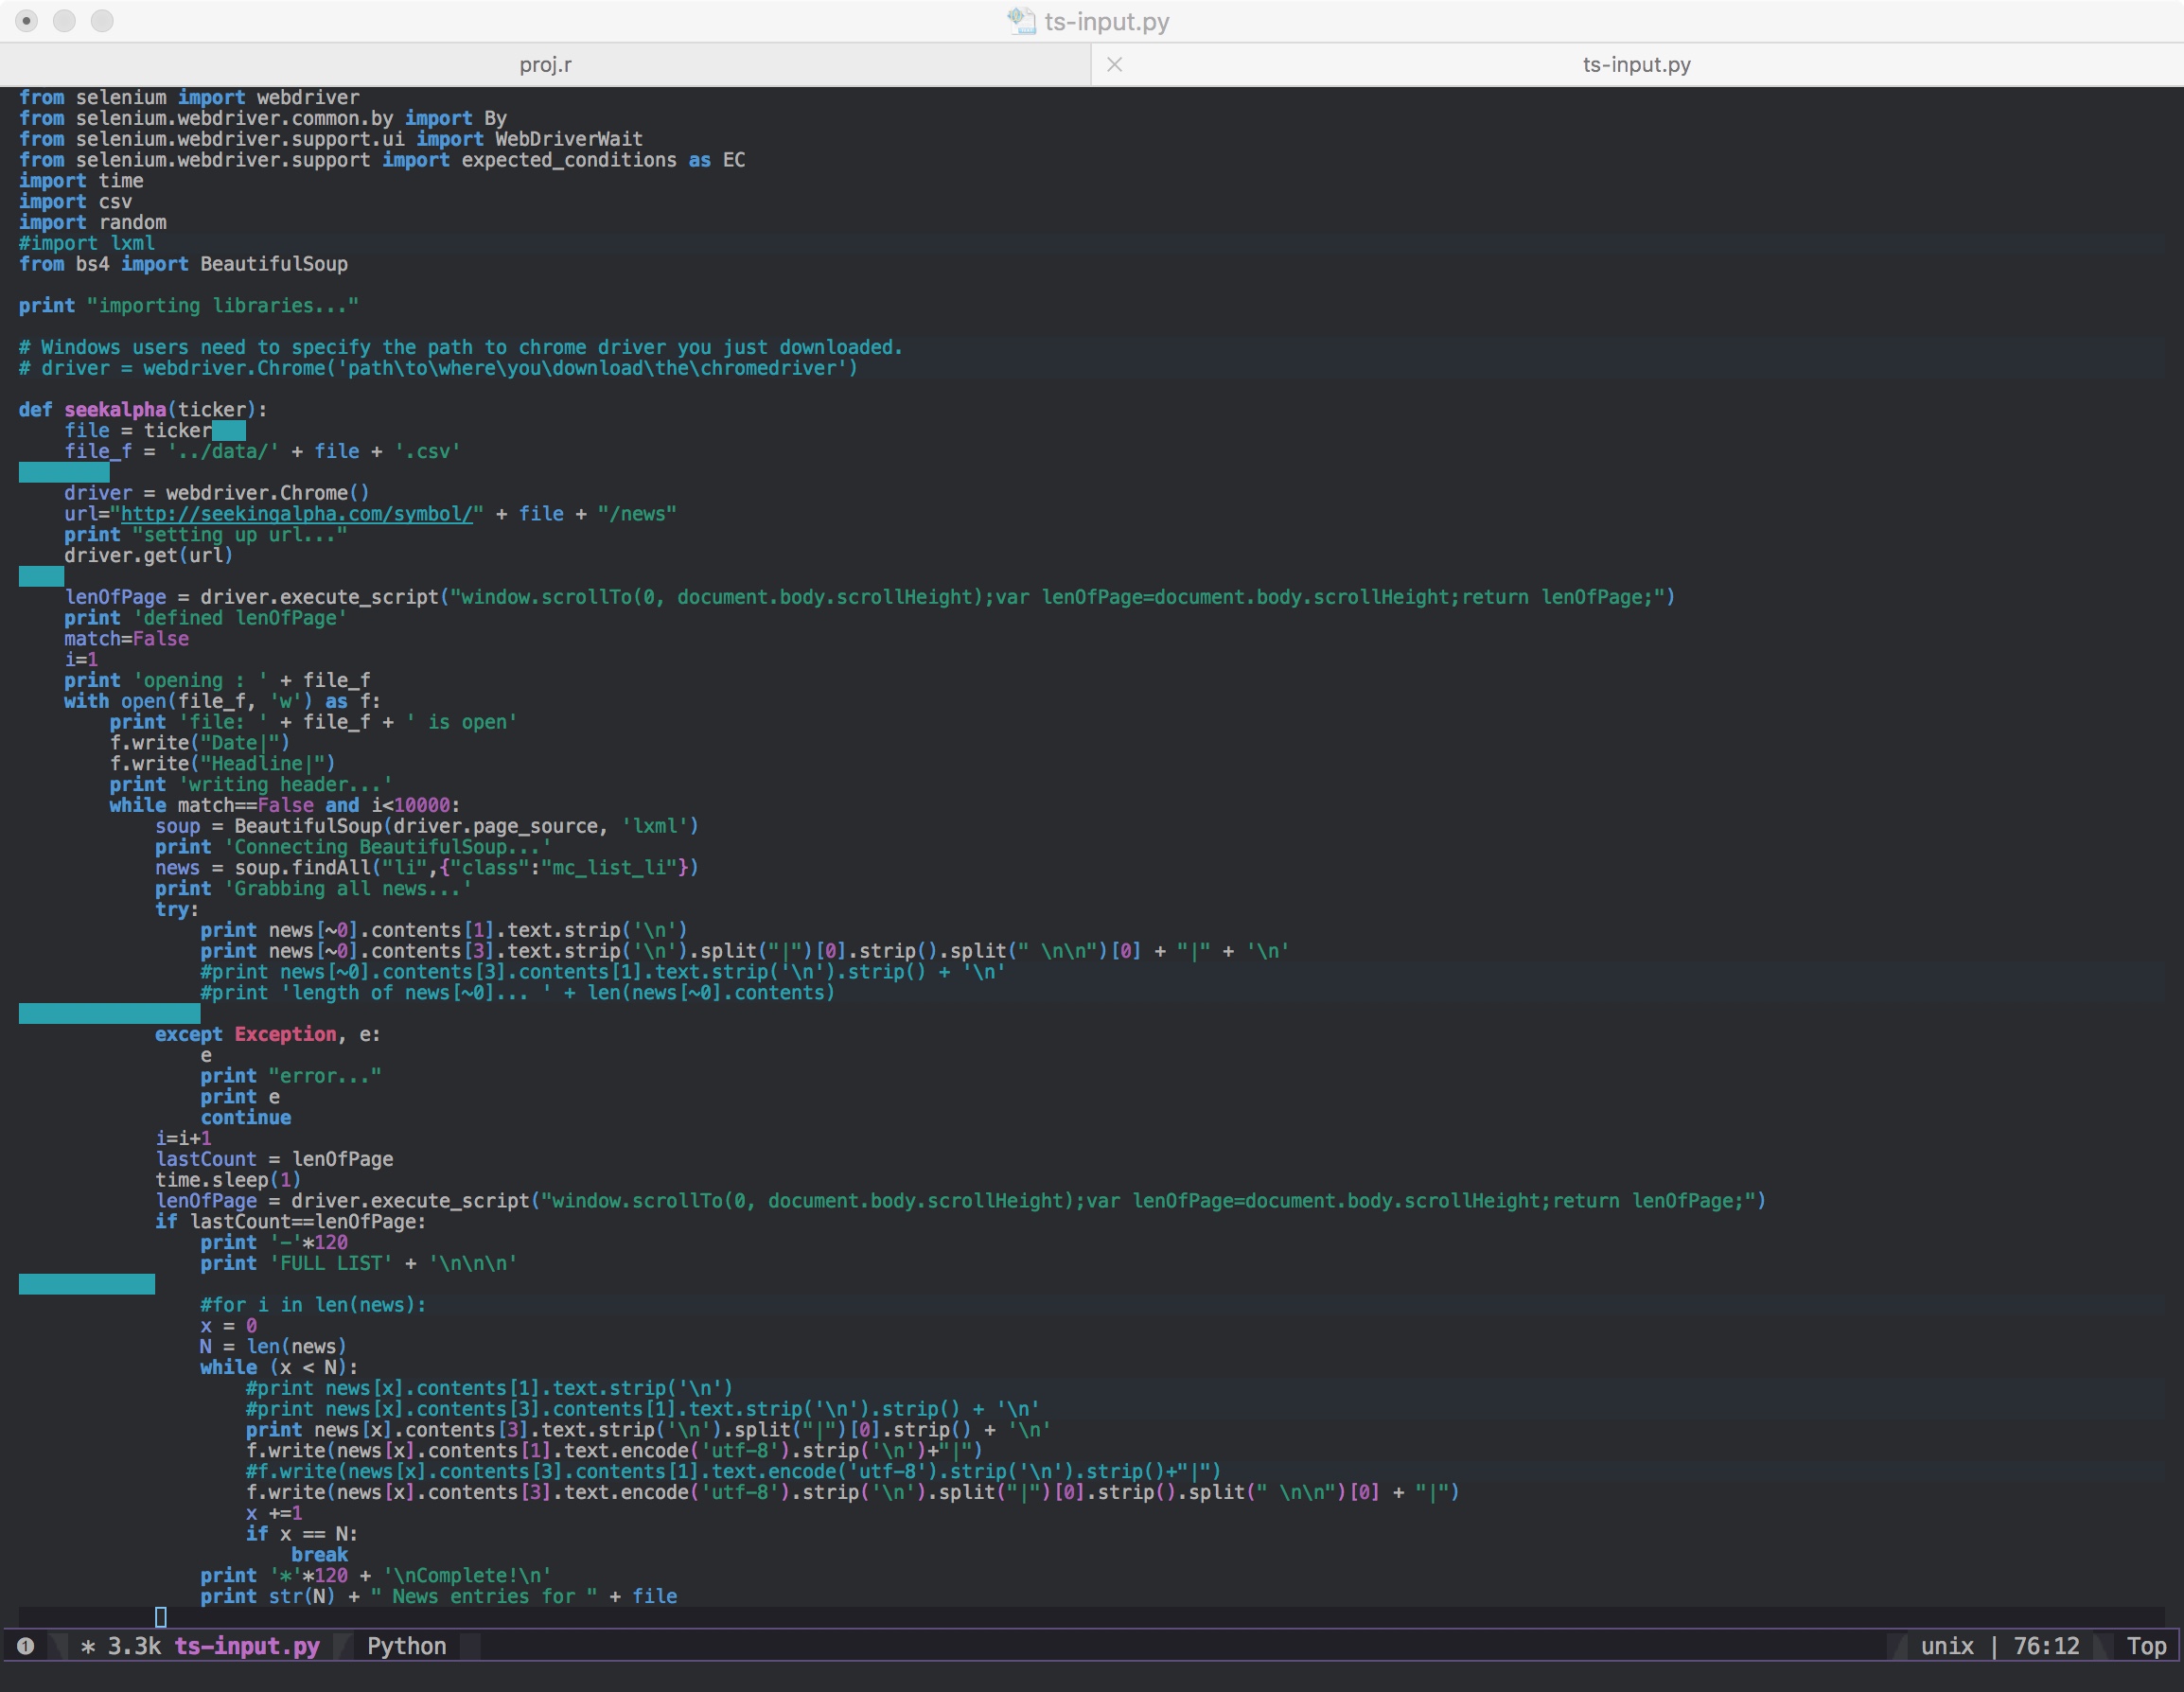 ts-input.py
proj.r
ts-input.py
from selenium import webdriver
from selenium.webdriver.common.by import By
from selenium.webdriver.support.ui import WebDriverWait
from selenium.webdriver.support import expected_conditions as EC
import time
import csv
import random
#import lxml
from bs4 import BeautifulSoup

print "importing libraries..."

# Windows users need to specify the path to chrome driver you just downloaded.
# driver = webdriver.Chrome('path\to\where\you\download\the\chromedriver')

def seekalpha(ticker):
    file = ticker
    file_f = '../data/' + file + '.csv'

    driver = webdriver.Chrome()
    url="http://seekingalpha.com/symbol/" + file + "/news"
    print "setting up url..."
    driver.get(url)

    lenOfPage = driver.execute_script("window.scrollTo(0, document.body.scrollHeight);var lenOfPage=document.body.scrollHeight;return lenOfPage;")
    print 'defined lenOfPage'
    match=False
    i=1
    print 'opening : ' + file_f
    with open(file_f, 'w') as f:
        print 'file: ' + file_f + ' is open'
        f.write("Date|")
        f.write("Headline|")
        print 'writing header...'
        while match==False and i<10000:
            soup = BeautifulSoup(driver.page_source, 'lxml')
            print 'Connecting BeautifulSoup...'
            news = soup.findAll("li",{"class":"mc_list_li"})
            print 'Grabbing all news...'
            try:
                print news[~0].contents[1].text.strip('\n')
                print news[~0].contents[3].text.strip('\n').split("|")[0].strip().split(" \n\n")[0] + "|" + '\n'
                #print news[~0].contents[3].contents[1].text.strip('\n').strip() + '\n'
                #print 'length of news[~0]... ' + len(news[~0].contents)

            except Exception, e:
                e
                print "error..."
                print e
                continue
            i=i+1
            lastCount = lenOfPage
            time.sleep(1)
            lenOfPage = driver.execute_script("window.scrollTo(0, document.body.scrollHeight);var lenOfPage=document.body.scrollHeight;return lenOfPage;")
            if lastCount==lenOfPage:
                print '-'*120
                print 'FULL LIST' + '\n\n\n'

                #for i in len(news):
                x = 0
                N = len(news)
                while (x < N):
                    #print news[x].contents[1].text.strip('\n')
                    #print news[x].contents[3].contents[1].text.strip('\n').strip() + '\n'
                    print news[x].contents[3].text.strip('\n').split("|")[0].strip() + '\n'
                    f.write(news[x].contents[1].text.encode('utf-8').strip('\n')+"|")
                    #f.write(news[x].contents[3].contents[1].text.encode('utf-8').strip('\n').strip()+"|")
                    f.write(news[x].contents[3].text.encode('utf-8').strip('\n').split("|")[0].strip().split(" \n\n")[0] + "|")
                    x +=1
                    if x == N:
                        break
                print '*'*120 + '\nComplete!\n'
                print str(N) + " News entries for " + file
❶ * 3.3k ts-input.py Python unix | 76:12 Top